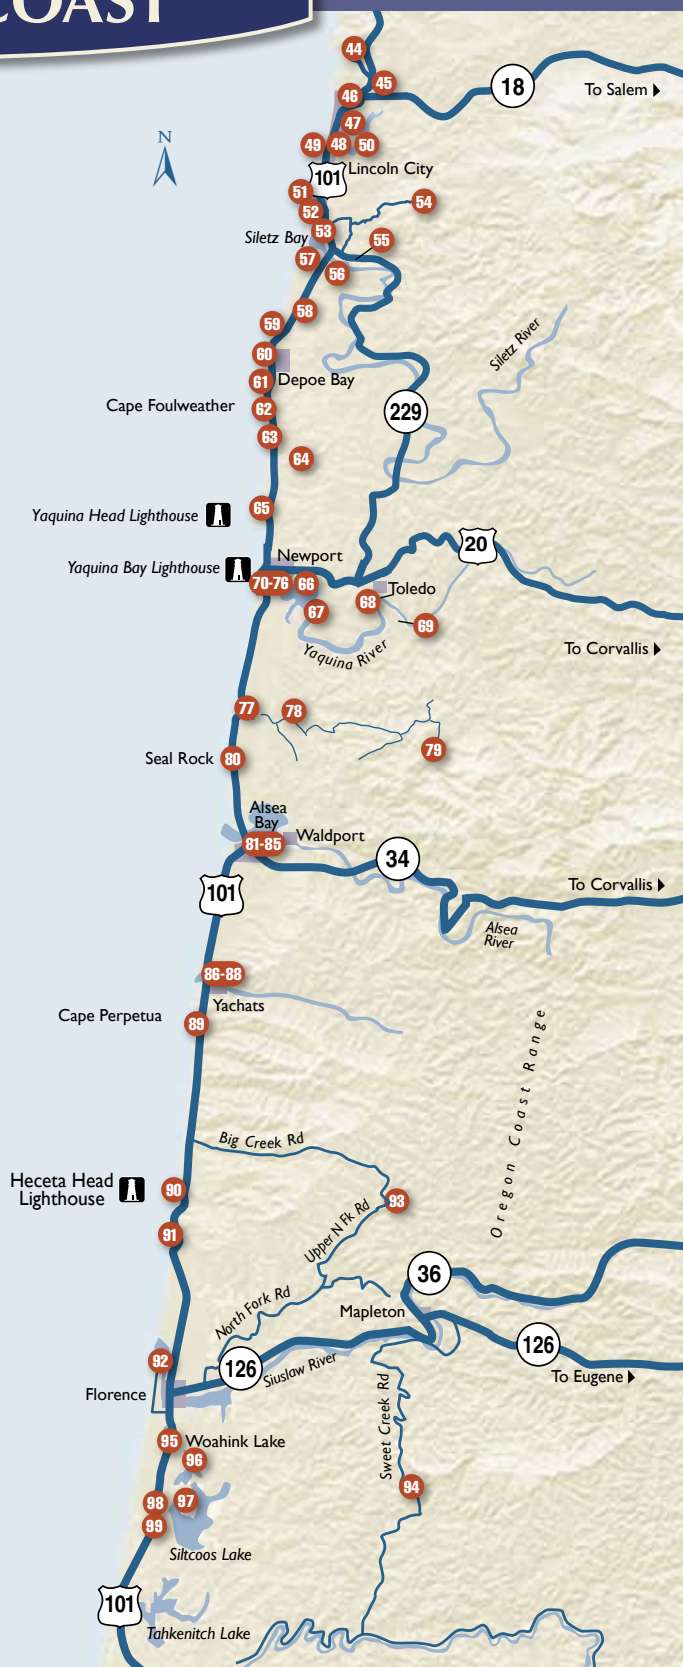 COAST
44
45
46
18
To Salem
47
49
48
50
N
Lincoln City
101
51
52
54
53
Siletz Bay
55
57
56
58
59
60
Siletz River
61
Depoe Bay
Cape Foulweather
62
229
63
64
65
Yaquina Head Lighthouse
20
Newport
Yaquina Bay Lighthouse
70-76
66
Toledo
68
67
69
Yaquina River
To Corvallis
77
78
79
Seal Rock
80
Alsea
Bay
Waldport
81-85
34
To Corvallis
101
Alsea
River
86-88
Yachats
Cape Perpetua
89
Oregon Coast Range
Big Creek Rd
Heceta Head
Lighthouse
90
93
91
Upper N Fk Rd
36
North Fork Rd
Mapleton
126
92
126
Siuslaw River
To Eugene
Florence
Sweet Creek Rd
95
Woahink Lake
96
94
98
97
99
Siltcoos Lake
101
Tahkenitch Lake